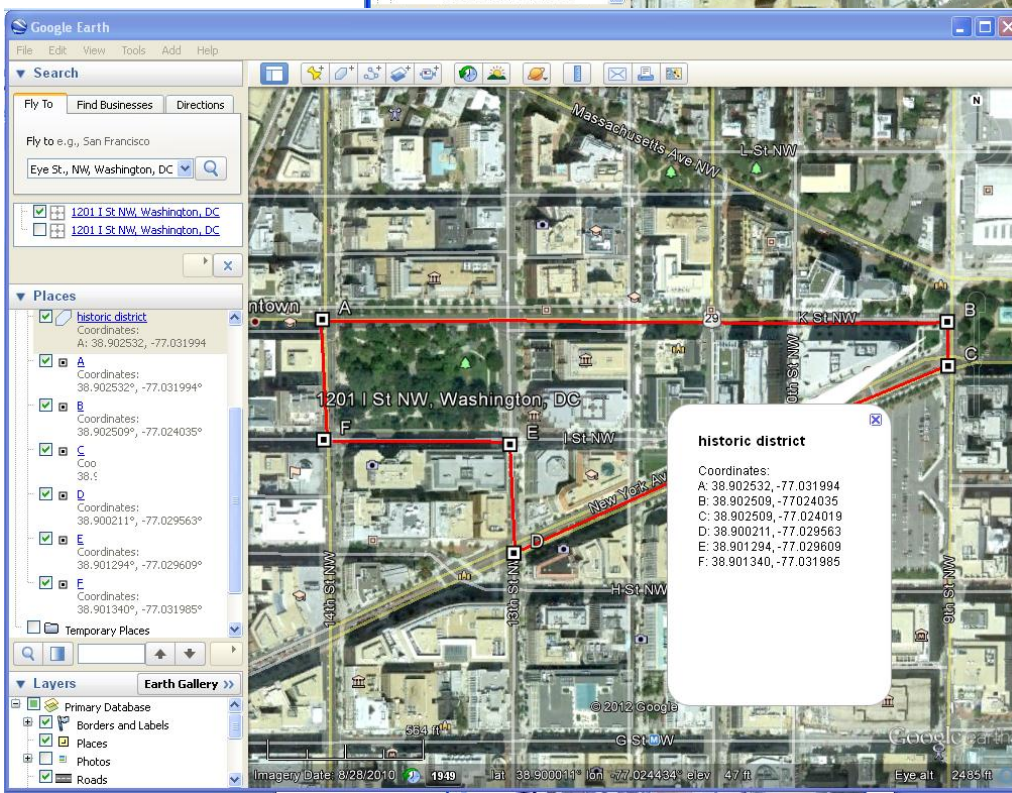 Google Earth
File Edit View Tools Add Help
Search
Fly To Find Businesses Directions
Fly to e.g., San Francisco
Eye St., NW, Washington, DC
1201 I St NW, Washington, DC
1201 I St NW, Washington, DC
Places
historic district
Coordinates:
A: 38.902532, -77.031994
A
Coordinates:
38.902532°, -77.031994°
B
Coordinates:
38.902509°, -77.024035°
C
Coo
38.9
D
Coordinates:
38.900211°, -77.029563°
E
Coordinates:
38.901294°, -77.029609°
F
Coordinates:
38.901340°, -77.031985°
Temporary Places
Layers Earth Gallery >>
Primary Database
Borders and Labels
Places
Photos
Roads
N
Massachusetts Ave NW
L St NW
ntown
A
29
K St NW
B
C
0th St NW
1201 I St NW, Washington, DC
F
E
I St NW
New York Av
D
14th St NW
13th St NW
H St NW
9th St NW
historic district
Coordinates:
A: 38.902532, -77.031994
B: 38.902509, -77024035
C: 38.902509, -77.024019
D: 38.900211, -77.029563
E: 38.901294, -77.029609
F: 38.901340, -77.031985
© 2012 Google
564 ft
G St NW
Google earth
Imagery Date: 8/28/2010 1949 lat 38.900011° lon -77.024434° elev 47 ft Eye alt 2485 ft